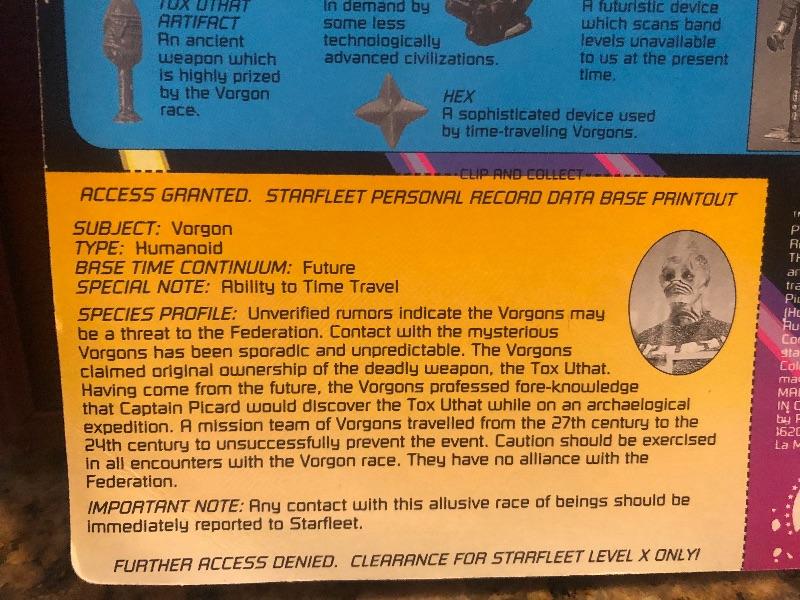 TOX UTHAT
ARTIFACT
An ancient
weapon which
is highly prized
by the Vorgon
race.
in demand by
some less
technologically
advanced civilizations.
A futuristic device
which scans band
levels unavailable
to us at the present
time.
HEX
A sophisticated device used
by time-traveling Vorgons.
CLIP AND COLLECT
ACCESS GRANTED. STARFLEET PERSONAL RECORD DATA BASE PRINTOUT
SUBJECT: Vorgon
TYPE: Humanoid
BASE TIME CONTINUUM: Future
SPECIAL NOTE: Ability to Time Travel
SPECIES PROFILE: Unverified rumors indicate the Vorgons may
be a threat to the Federation. Contact with the mysterious
Vorgons has been sporadic and unpredictable. The Vorgons
claimed original ownership of the deadly weapon, the Tox Uthat.
Having come from the future, the Vorgons professed fore-knowledge
that Captain Picard would discover the Tox Uthat while on an archaelogical
expedition. A mission team of Vorgons travelled from the 27th century to the
24th century to unsuccessfully prevent the event. Caution should be exercised
in all encounters with the Vorgon race. They have no alliance with the
Federation.
IMPORTANT NOTE: Any contact with this allusive race of beings should be
immediately reported to Starfleet.
FURTHER ACCESS DENIED. CLEARANCE FOR STARFLEET LEVEL X ONLY!
IN
by
La M